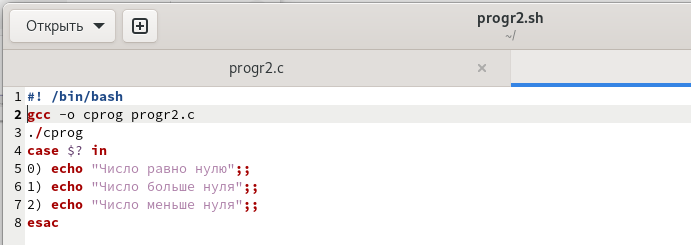 Открыть
progr2.sh
~/
progr2.c ×
1 #! /bin/bash
2 gcc -o cprog progr2.c
3 ./cprog
4 case $? in
5 0) echo "Число равно нулю";;
6 1) echo "Число больше нуля";;
7 2) echo "Число меньше нуля";;
8 esac